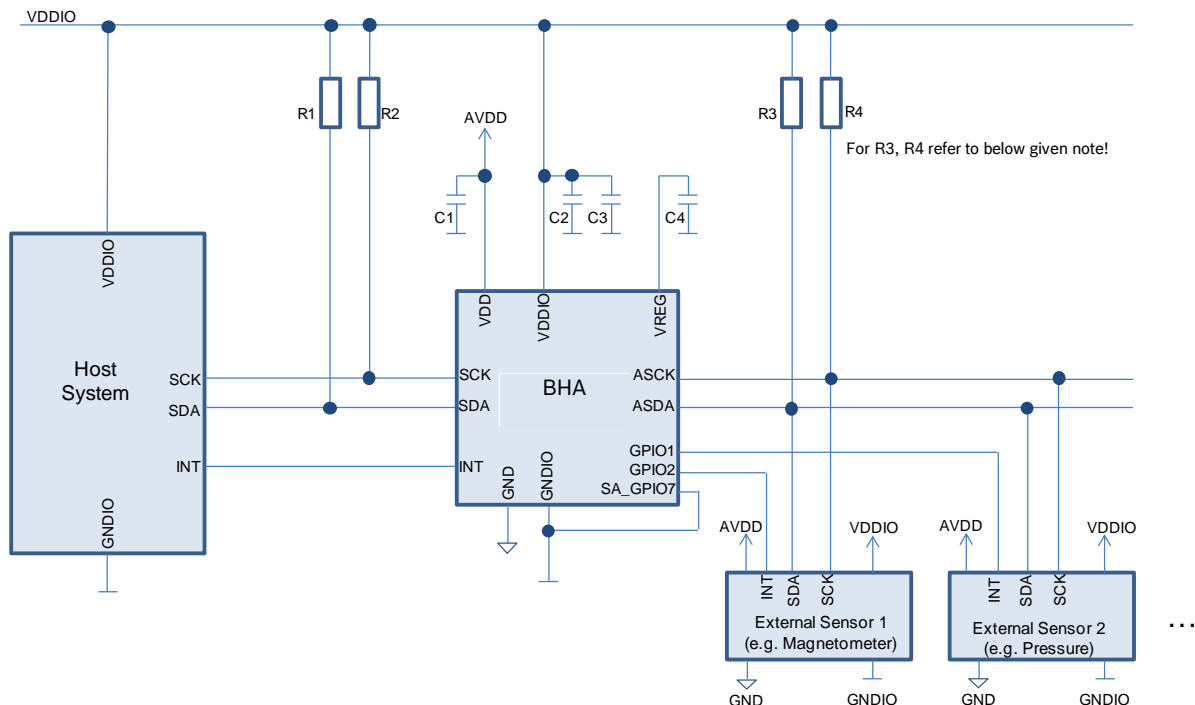 VDDIO
R1
R2
R3
R4
AVDD
For R3, R4 refer to below given note!
C1
C2
C3
C4
VDDIO
Host
System
SCK
SDA
INT
GNDIO
VDD
VDDIO
VREG
SCK
BHA
ASCK
SDA
ASDA
GPIO1
GPIO2
SA_GPIO7
INT
GND
GNDIO
AVDD
VDDIO
INT
SDA
SCK
External Sensor 1
(e.g. Magnetometer)
GND
GNDIO
AVDD
VDDIO
INT
SDA
SCK
External Sensor 2
(e.g. Pressure)
GND
GNDIO
...